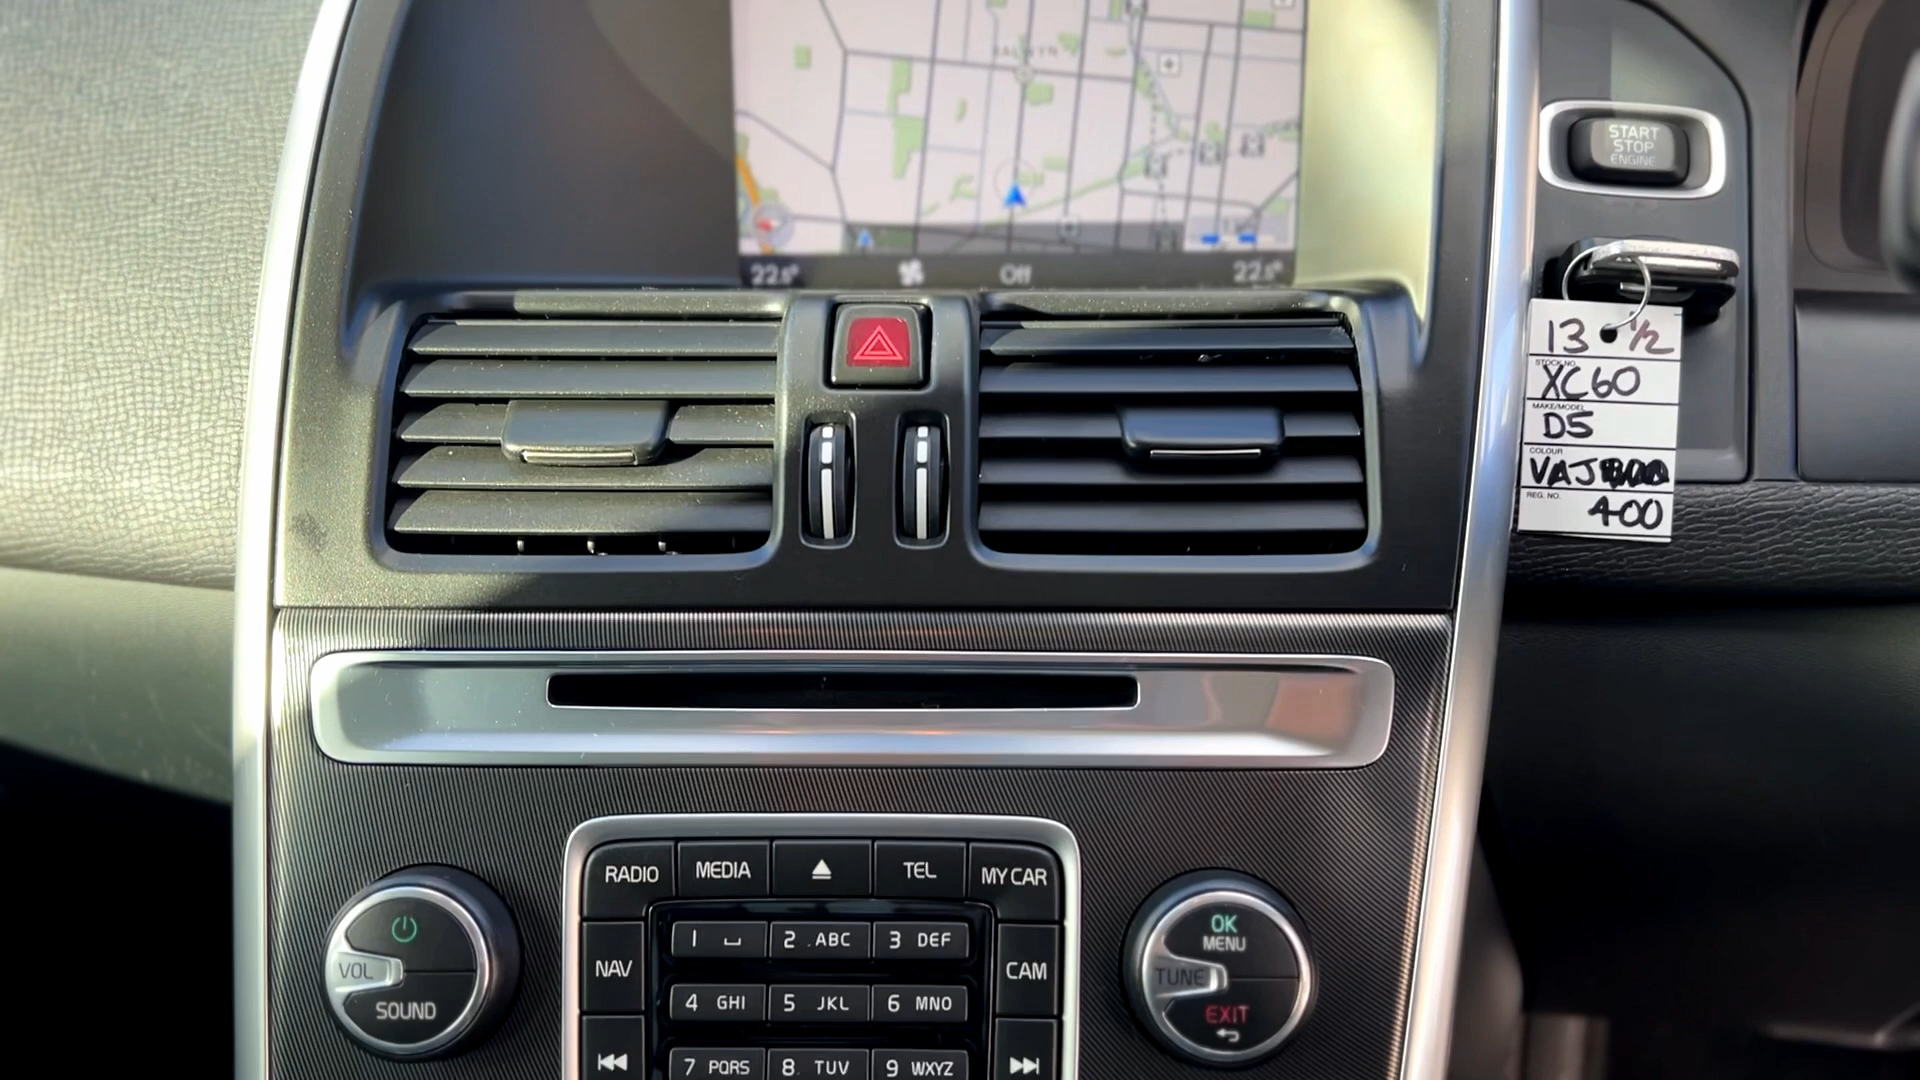 BALWYN
22.5° Off 22.5°
START
STOP
ENGINE
13 1/2
STOCK NO.
XC60
MAKE/MODEL
D5
COLOUR
VAJ
REG. NO.
400
RADIO MEDIA TEL MY CAR
1 2 ABC 3 DEF
NAV 4 GHI 5 JKL 6 MNO CAM
7 PQRS 8 TUV 9 WXYZ
VOL
SOUND
OK
MENU
TUNE
EXIT